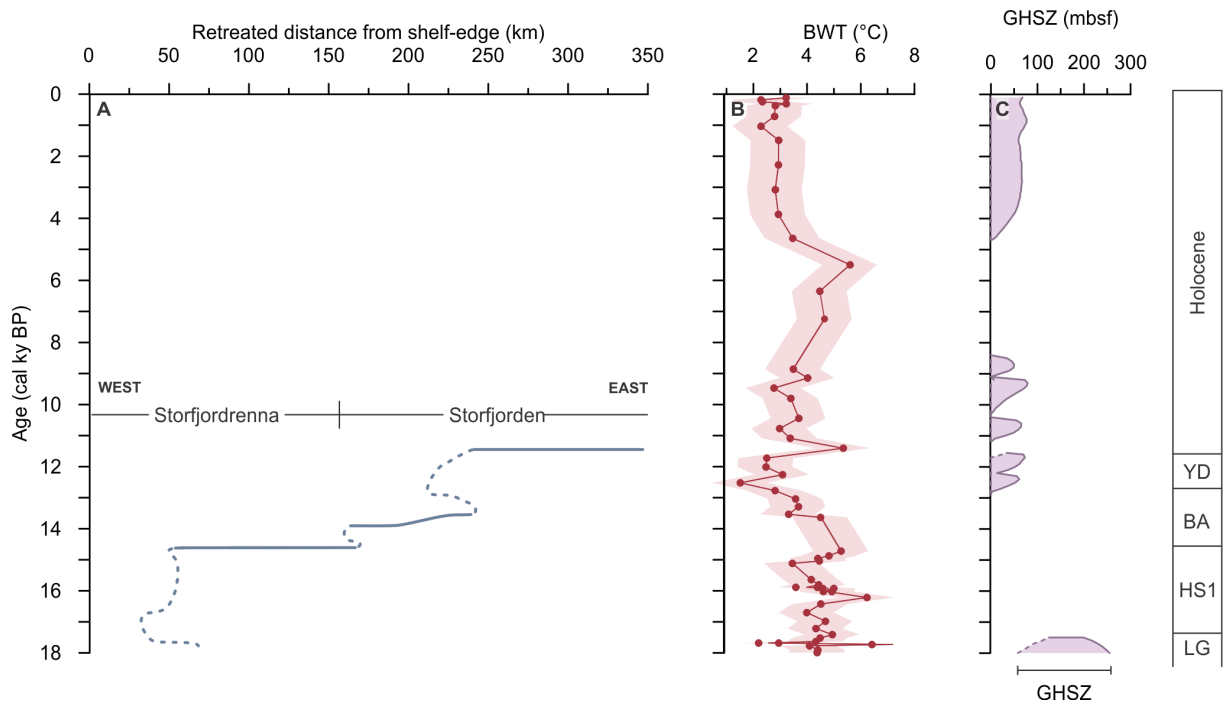 GHSZ (mbsf)
Retreated distance from shelf-edge (km)
BWT (°C)
0 50 100 150 200 250 300 350
2 4 6 8
0 100 200 300
A
B
C
0
2
4
6
8
10
12
14
16
18
Age (cal ky BP)
WEST
EAST
Storfjordrenna
Storfjorden
Holocene
YD
BA
HS1
LG
GHSZ